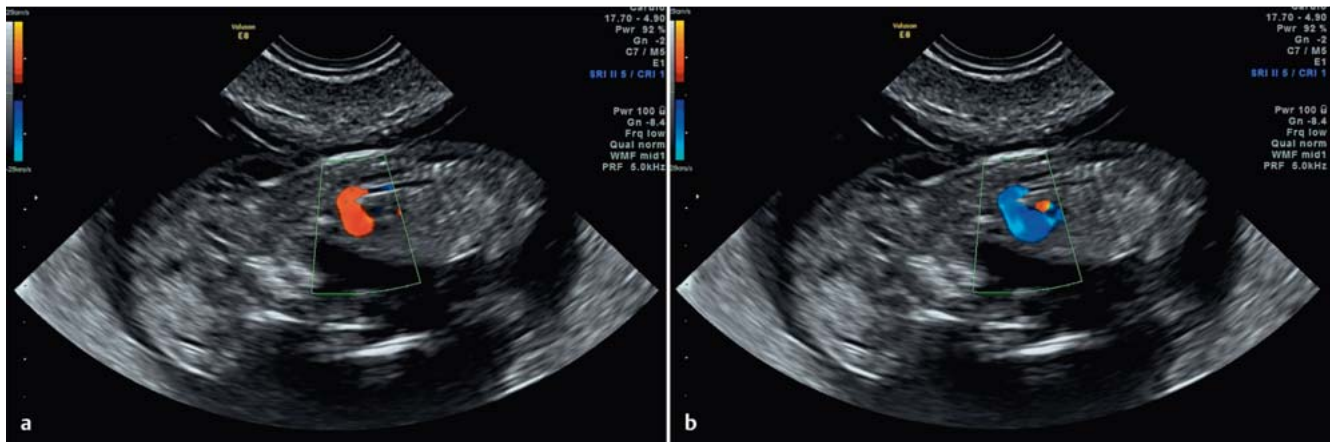 Voluson
E8
17.70 - 4.90
Pwr 92 %
Gn -2
C7 / M5
E1
SRI II 5 / CRI 1
Pwr 100
Gn -8.4
Frq low
Qual norm
WMF mid1
PRF 5.0kHz
a
Voluson
E8
17.70 - 4.90
Pwr 92 %
Gn -2
C7 / M5
E1
SRI II 5 / CRI 1
Pwr 100
Gn -8.4
Frq low
Qual norm
WMF mid1
PRF 5.0kHz
b